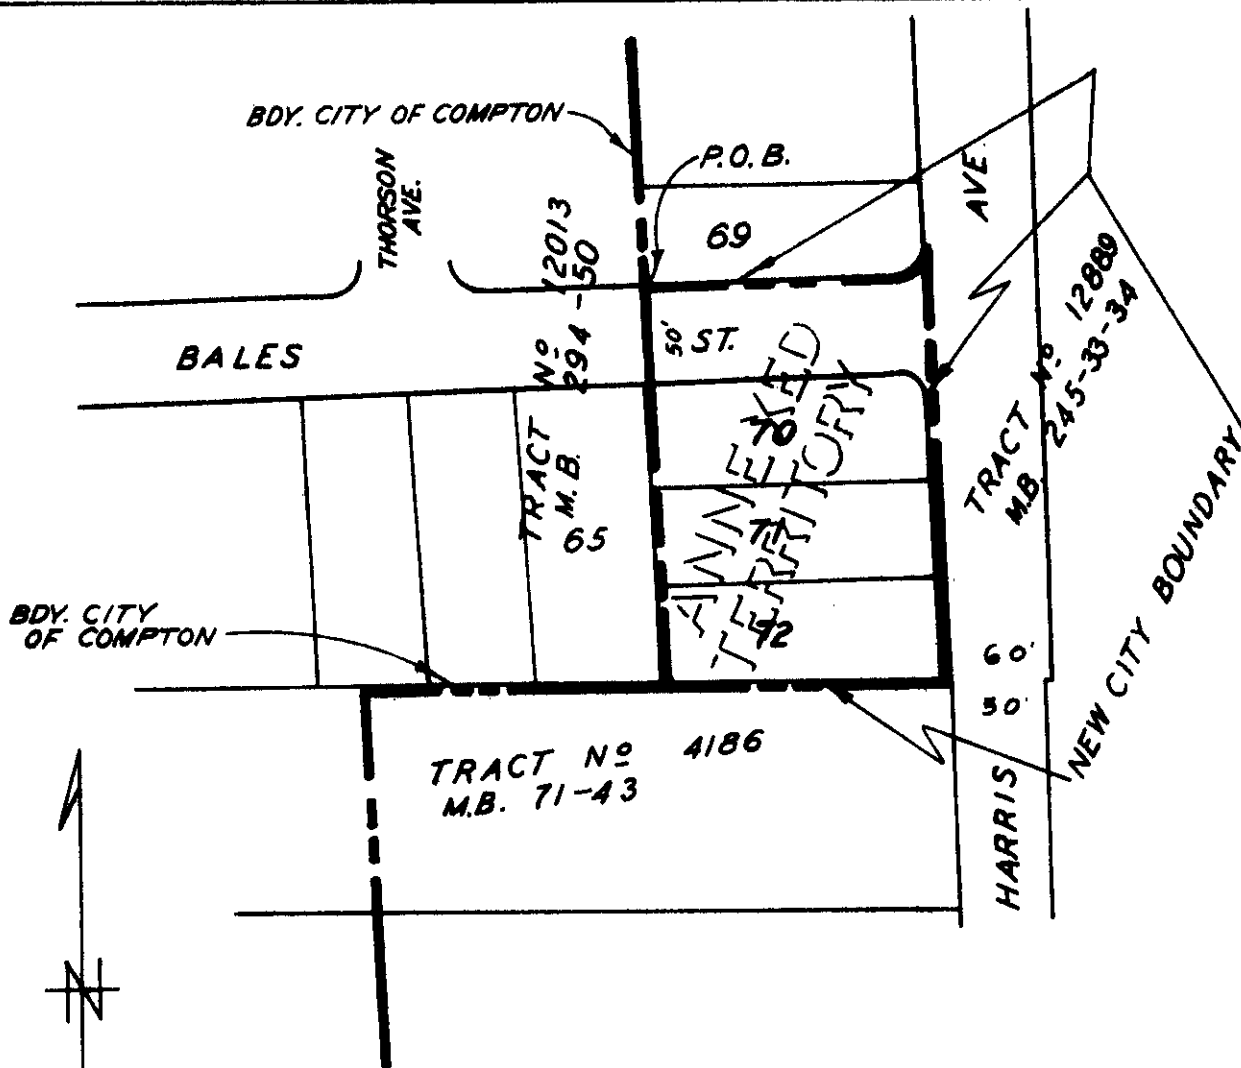 BDY. CITY OF COMPTON
P.O.B.
THORSON
AVE.
AVE.
69
TRACT Nº 12013
M.B. 294-50
BALES
50'
ST.
TRACT Nº 12889
M.B. 245-33-34
ANNEXED
TERRITORY
70
71
72
65
BDY. CITY
OF COMPTON
60'
50'
NEW CITY BOUNDARY
TRACT Nº 4186
M.B. 71-43
HARRIS
N